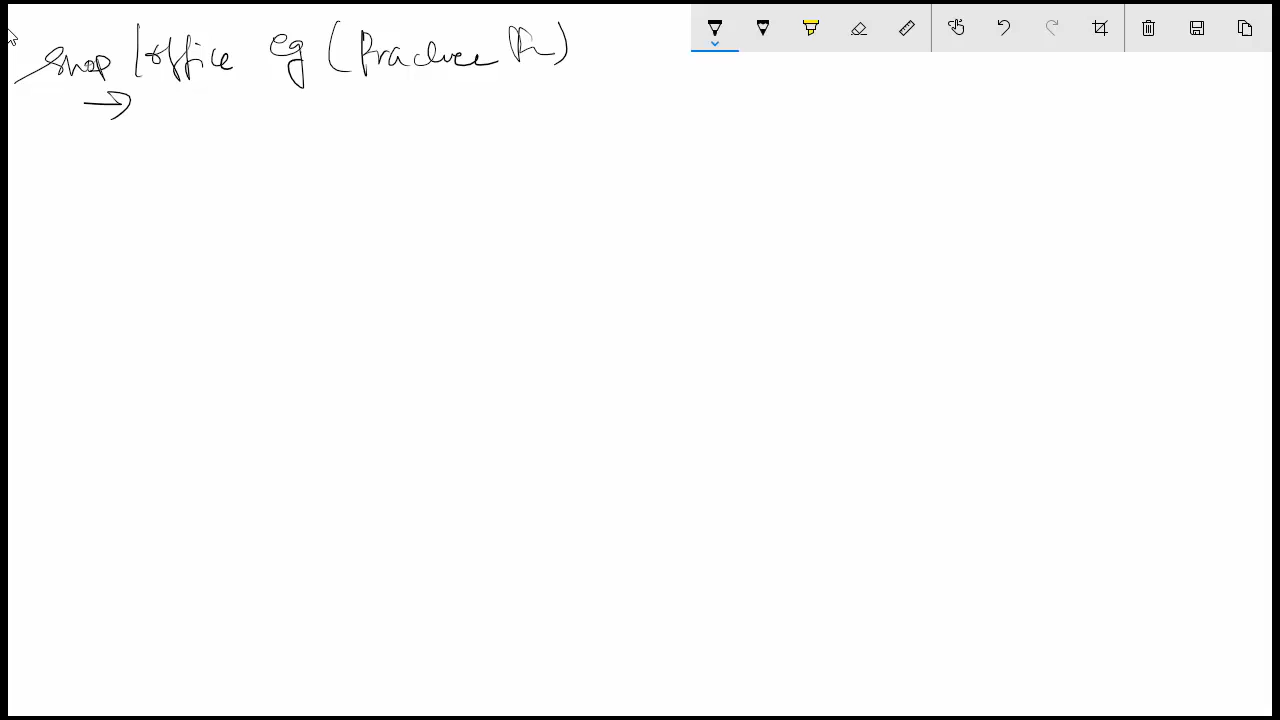 shop / office eg (Practice
→